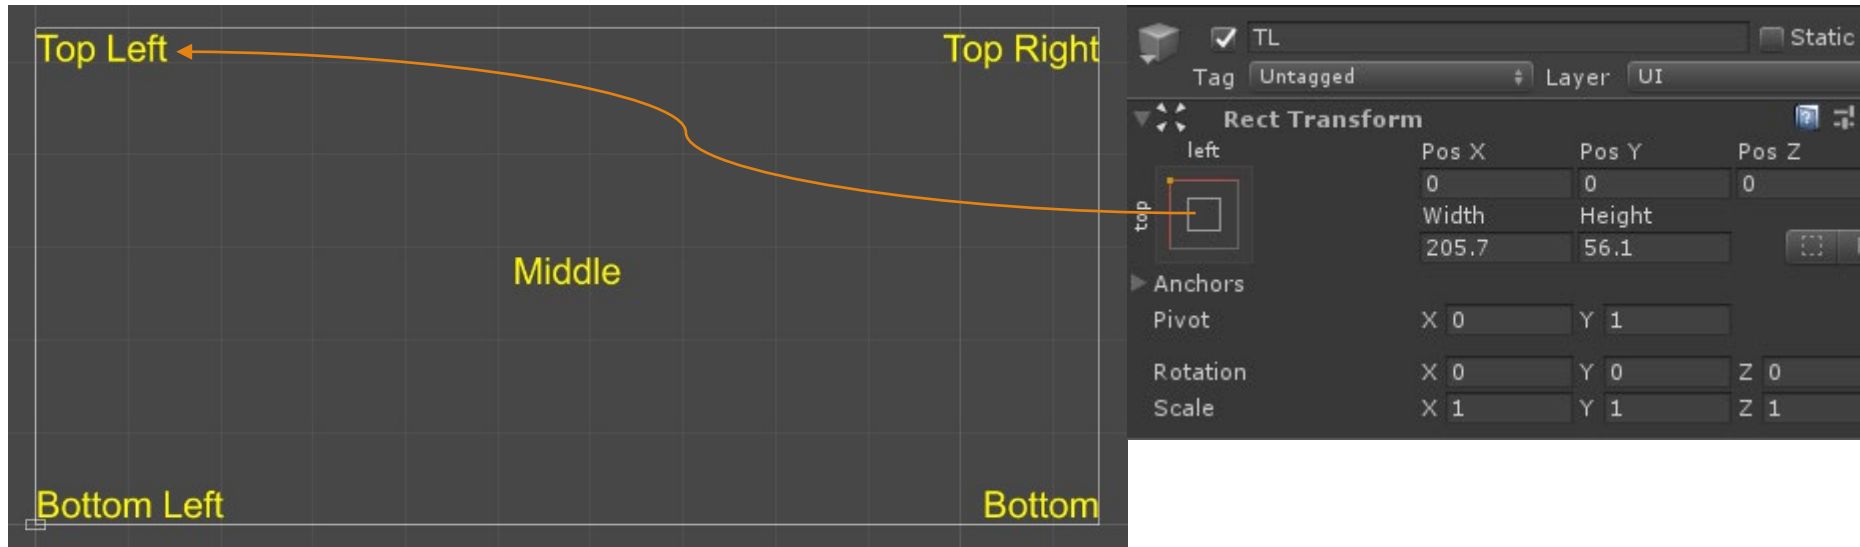 Top Left
Top Right
Middle
Bottom Left
Bottom
TL
Static
Tag Untagged Layer UI
Rect Transform
left
top
Pos X Pos Y Pos Z
0 0 0
Width Height
205.7 56.1
Anchors
Pivot X 0 Y 1
Rotation X 0 Y 0 Z 0
Scale X 1 Y 1 Z 1